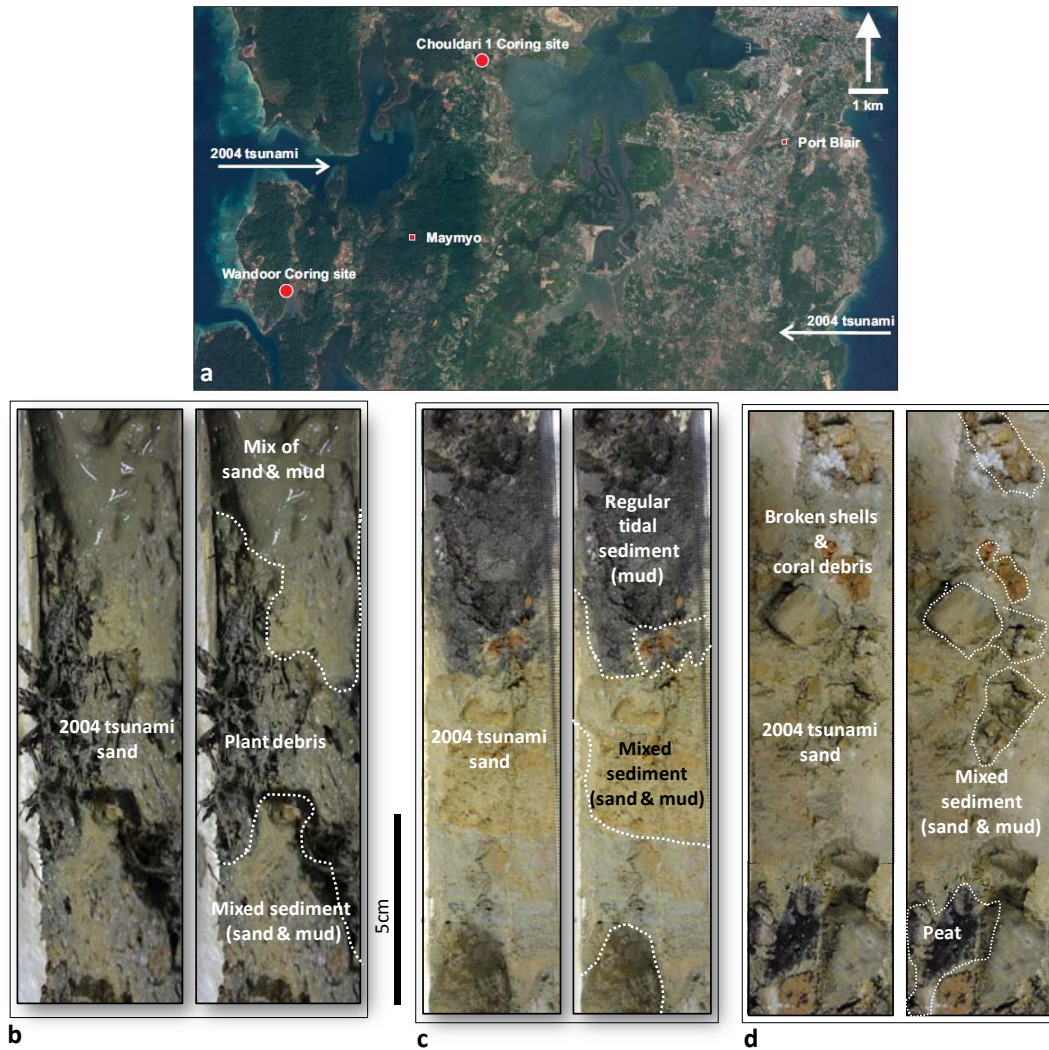 Chouldari 1 Coring site
1 km
2004 tsunami
Port Blair
Maymyo
Wandoor Coring site
2004 tsunami
a
Mix of
sand & mud
2004 tsunami
sand
Plant debris
Mixed sediment
(sand & mud)
b
5cm
Regular
tidal
sediment
(mud)
2004 tsunami
sand
Mixed
sediment
(sand & mud)
c
Broken shells
&
coral debris
2004 tsunami
sand
Mixed
sediment
(sand & mud)
Peat
d